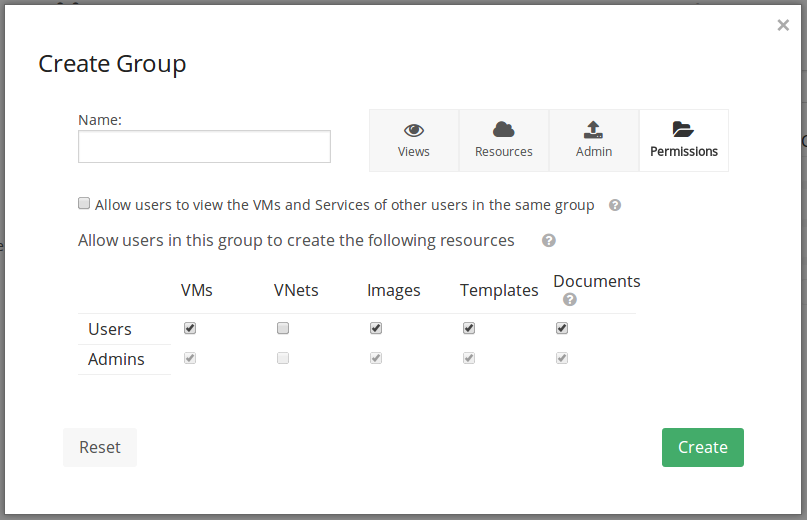 ×
Create Group
Name:
Views Resources Admin Permissions
Allow users to view the VMs and Services of other users in the same group ?
Allow users in this group to create the following resources ?
VMs VNets Images Templates Documents ?
Users
Admins
Reset Create